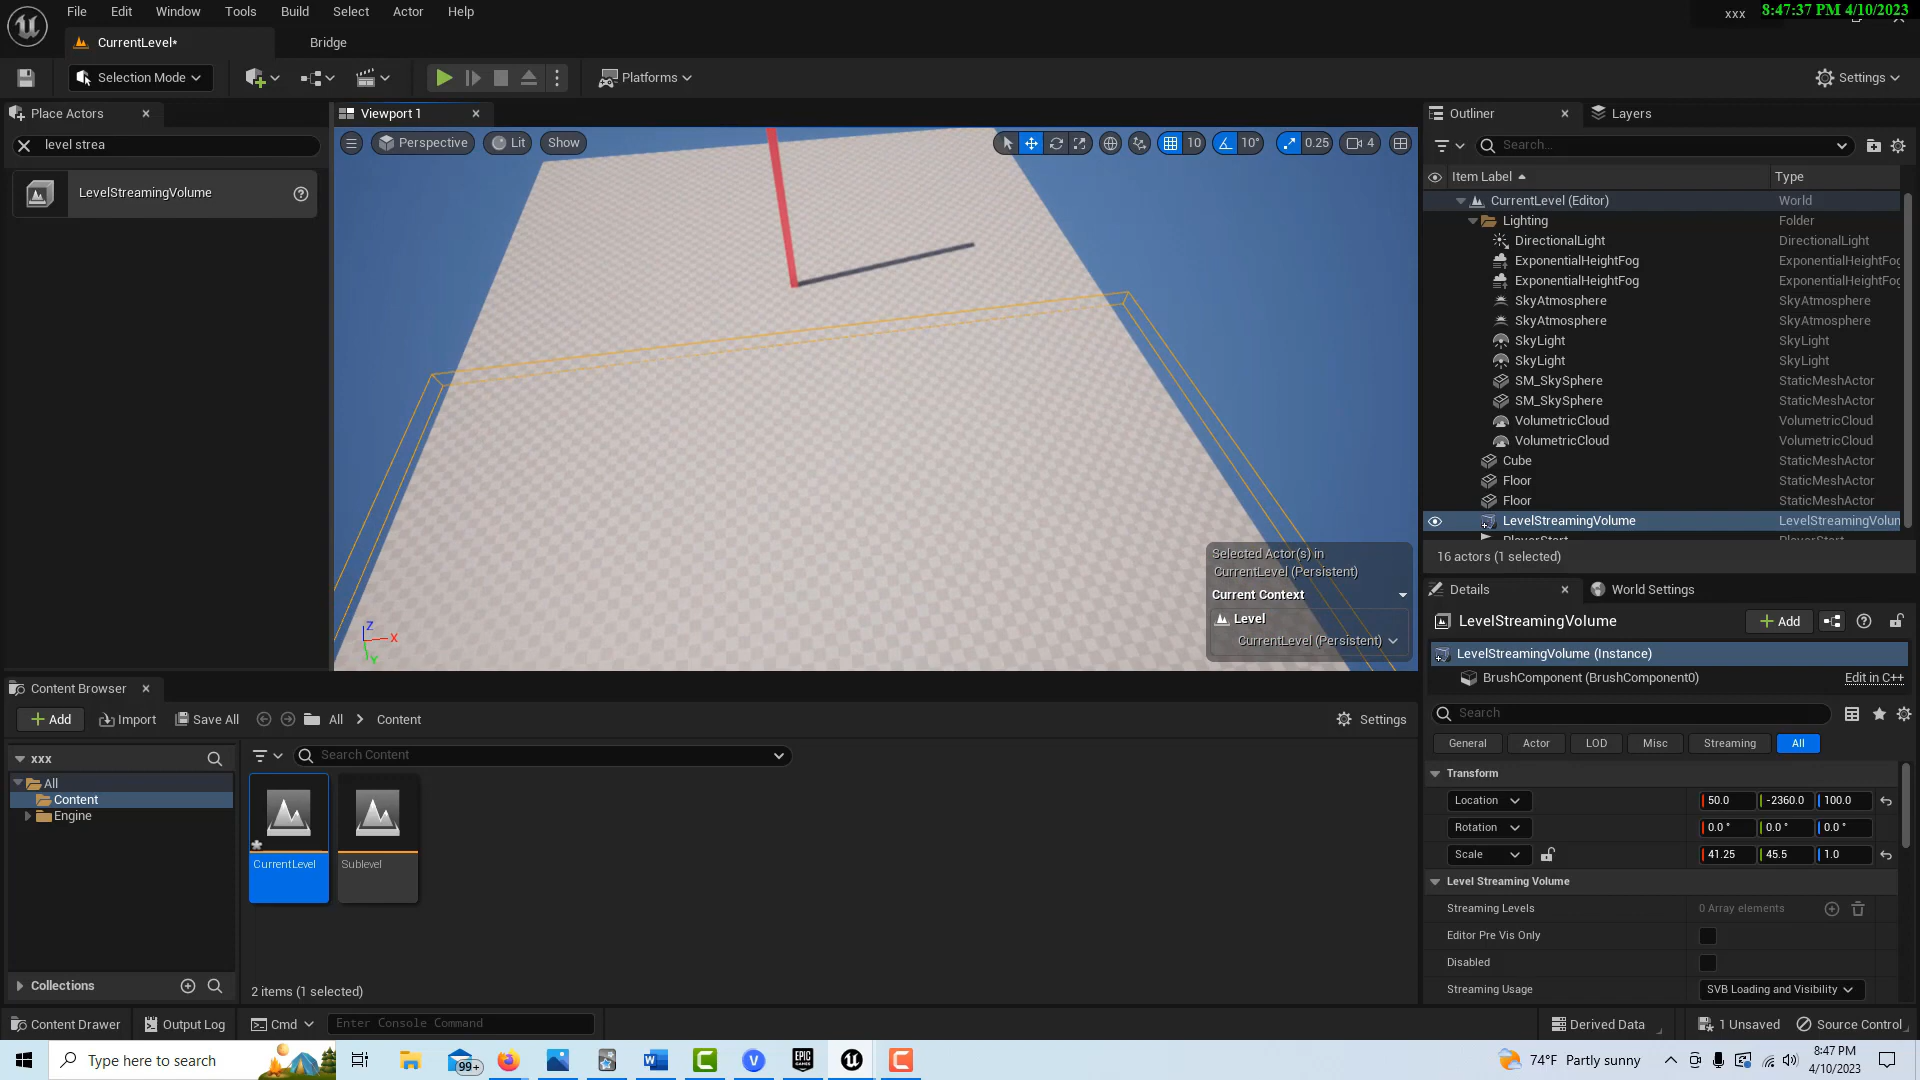 File Edit Window Tools Build Select Actor Help
xxx
8:47:37 PM 4/10/2023
CurrentLevel*
Bridge
Selection Mode
Platforms
Settings
Place Actors
level strea
LevelStreamingVolume
Viewport 1
Perspective
Lit
Show
10
10°
0.25
4
Z
X
Y
Selected Actor(s) in
CurrentLevel (Persistent)
Current Context
Level
CurrentLevel (Persistent)
Outliner
Layers
Search...
Item Label
Type
CurrentLevel (Editor) World
Lighting Folder
DirectionalLight DirectionalLight
ExponentialHeightFog ExponentialHeightFog
ExponentialHeightFog ExponentialHeightFog
SkyAtmosphere SkyAtmosphere
SkyAtmosphere SkyAtmosphere
SkyLight SkyLight
SkyLight SkyLight
SM_SkySphere StaticMeshActor
SM_SkySphere StaticMeshActor
VolumetricCloud VolumetricCloud
VolumetricCloud VolumetricCloud
Cube StaticMeshActor
Floor StaticMeshActor
Floor StaticMeshActor
LevelStreamingVolume LevelStreamingVolun
16 actors (1 selected)
Details
World Settings
LevelStreamingVolume
Add
LevelStreamingVolume (Instance)
BrushComponent (BrushComponent0) Edit in C++
Search
General Actor LOD Misc Streaming All
Transform
Location 50.0 -2360.0 100.0
Rotation 0.0 ° 0.0 ° 0.0 °
Scale 41.25 45.5 1.0
Level Streaming Volume
Streaming Levels 0 Array elements
Editor Pre Vis Only
Disabled
Streaming Usage SVB Loading and Visibility
Content Browser
Add Import Save All All Content Settings
xxx
All
Content
Engine
Collections
Search Content
CurrentLevel
Sublevel
2 items (1 selected)
Content Drawer Output Log Cmd Enter Console Command
Derived Data 1 Unsaved Source Control
Type here to search
99+
EPIC
GAMES
74°F Partly sunny
8:47 PM
4/10/2023